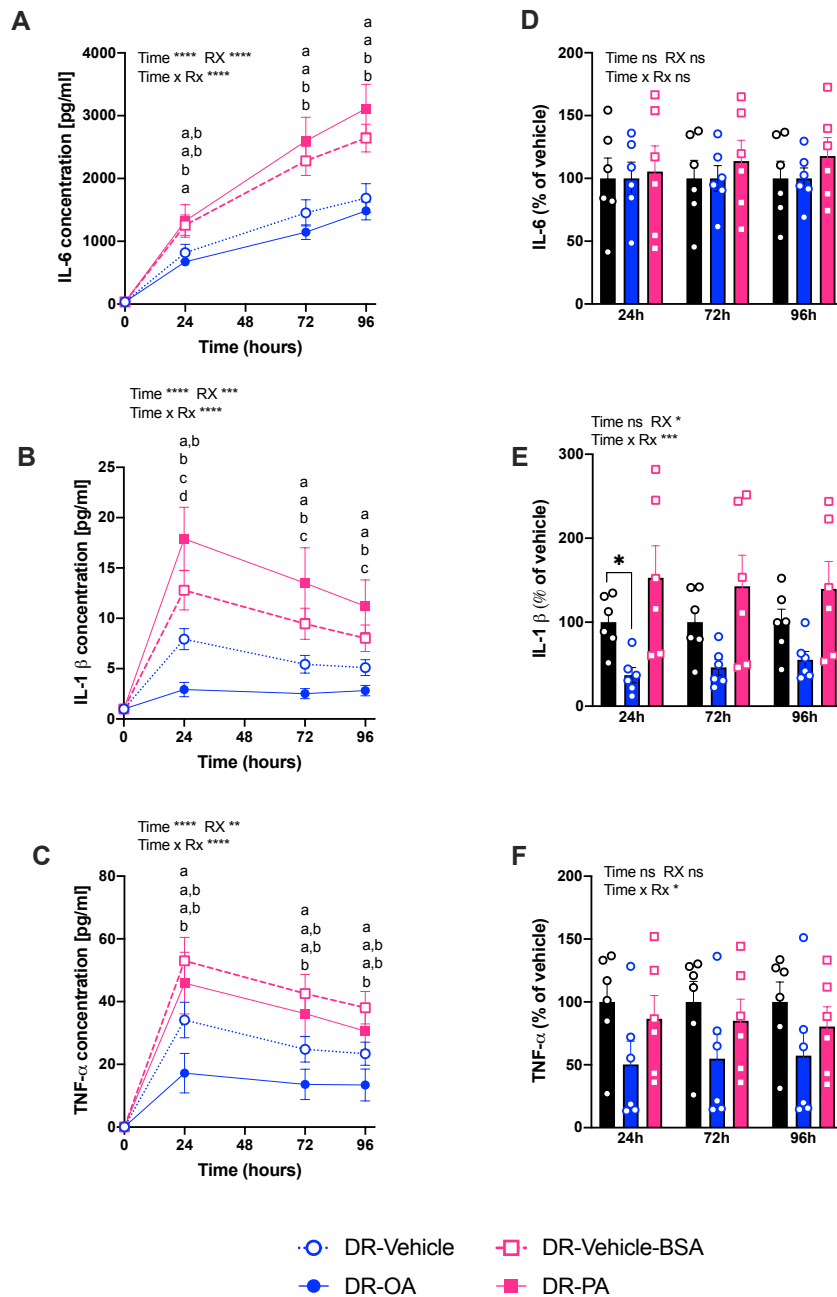 A
Time **** RX ****
Time x Rx ****
a,b
a,b
b
a
a
a
b
b
a
a
b
b
4000
3000
2000
1000
0
IL-6 concentration [pg/ml]
0 24 48 72 96
Time (hours)
D
Time ns RX ns
Time x Rx ns
200
150
100
50
0
IL-6 (% of vehicle)
24h 72h 96h
B
Time **** RX ***
Time x Rx ****
a,b
b
c
d
a
a
b
c
a
a
b
c
25
20
15
10
5
0
IL-1 β concentration [pg/ml]
0 24 48 72 96
Time (hours)
E
Time ns RX *
Time x Rx ***
*
300
200
150
100
50
0
IL-1 β (% of vehicle)
24h 72h 96h
C
Time **** RX **
Time x Rx ****
a
a,b
a,b
b
a
a,b
a,b
b
a
a,b
a,b
b
80
60
40
20
0
TNF-α concentration [pg/ml]
0 24 48 72 96
Time (hours)
F
Time ns RX ns
Time x Rx *
200
150
100
50
0
TNF-α (% of vehicle)
24h 72h 96h
DR-Vehicle DR-Vehicle-BSA
DR-OA DR-PA